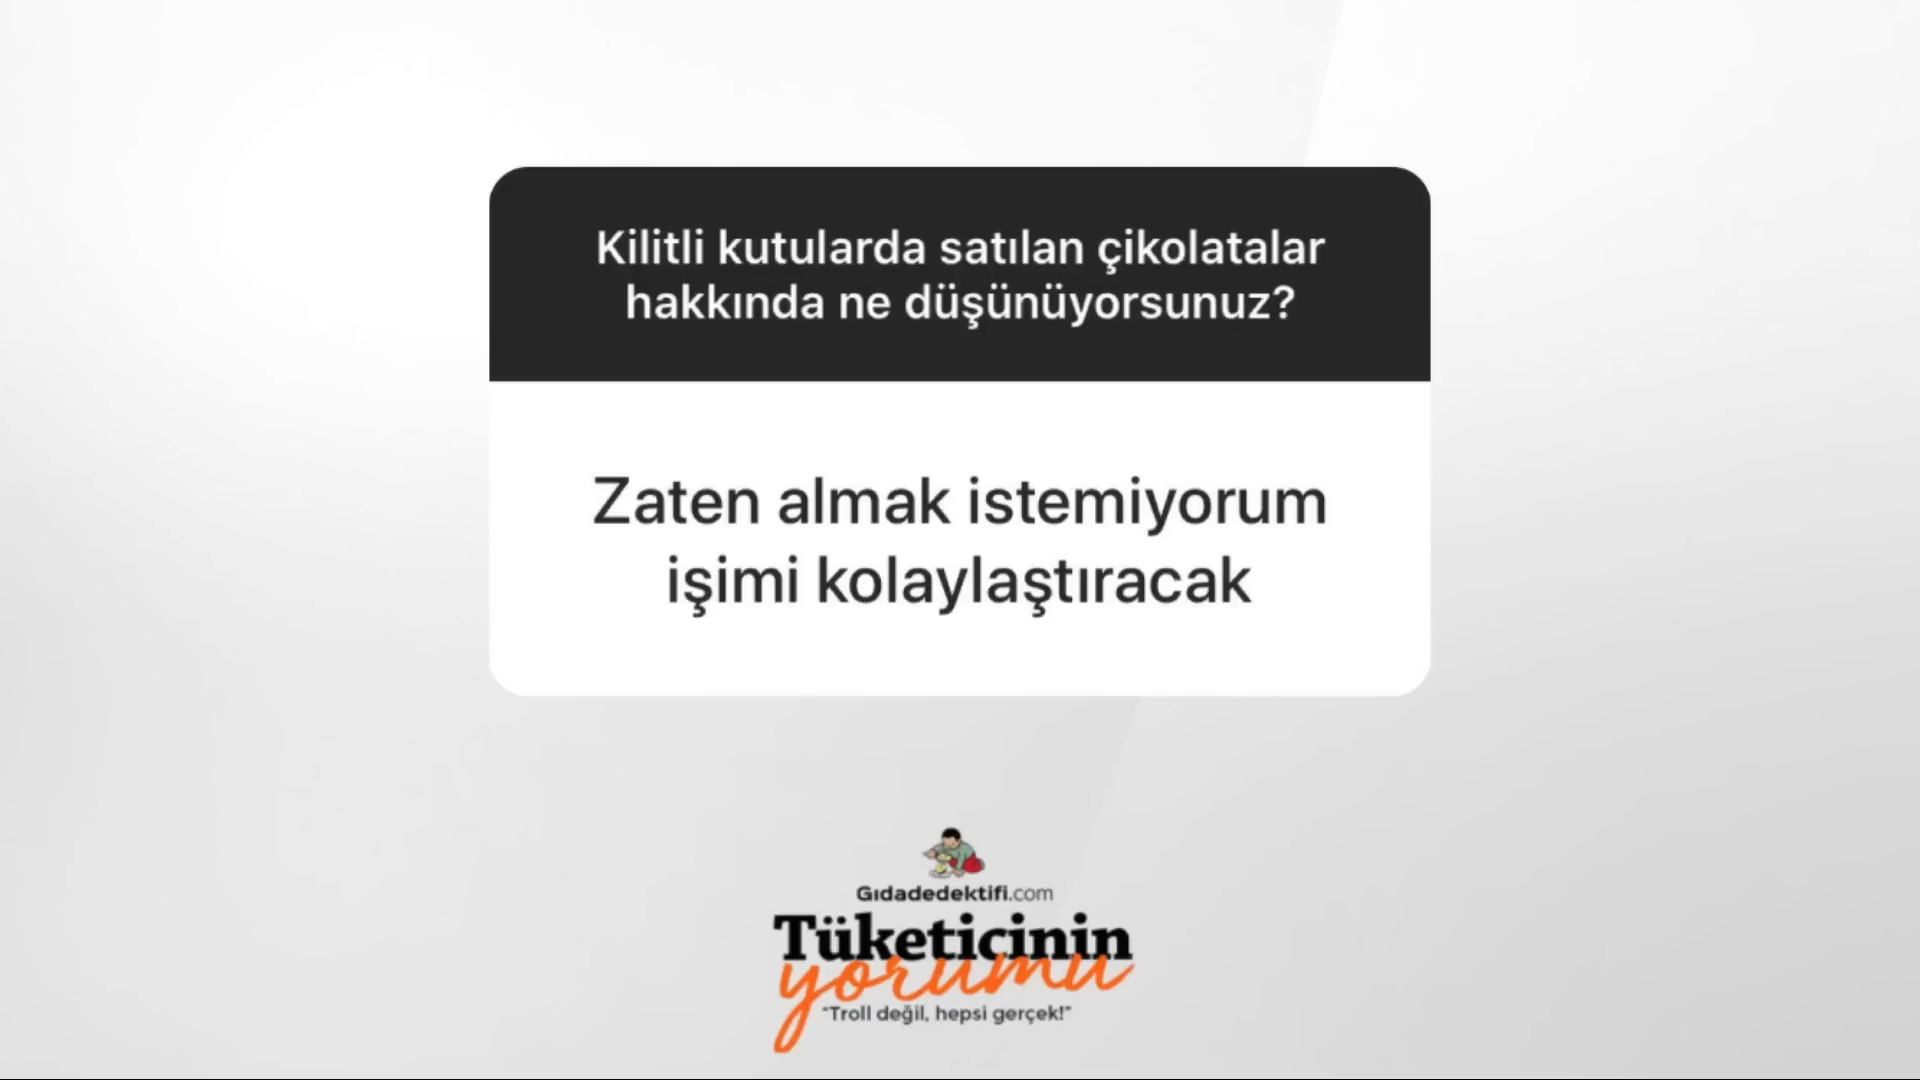 Kilitli kutularda satılan çikolatalar
hakkında ne düşünüyorsunuz?
Zaten almak istemiyorum
işimi kolaylaştıracak
Gıdadedektifi.com
Tüketicinin
yorumu
"Troll değil, hepsi gerçek!"